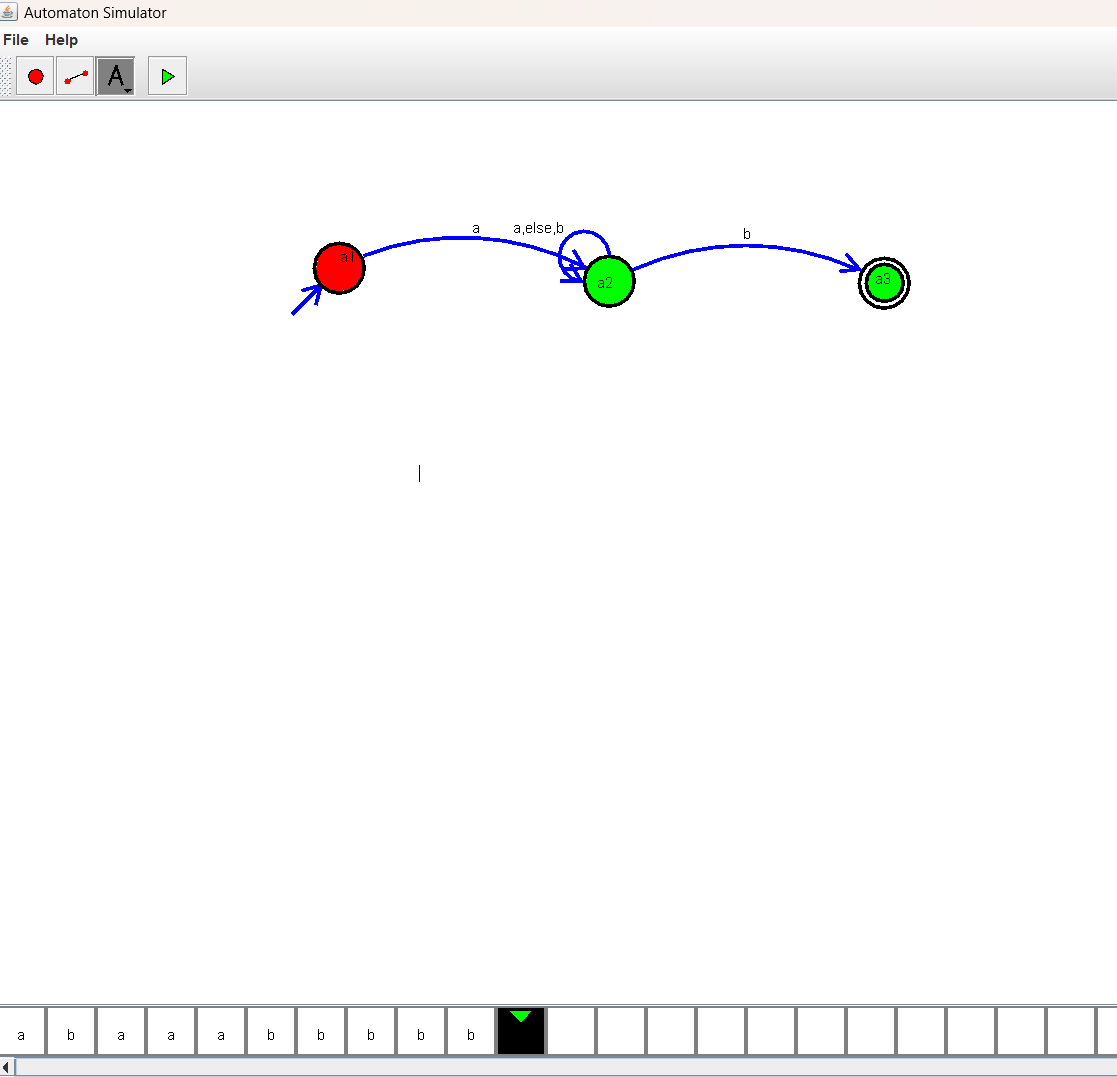 Automaton Simulator
File Help
A
a a,else,b b
a1 a2 a3
a b a a a b b b b b